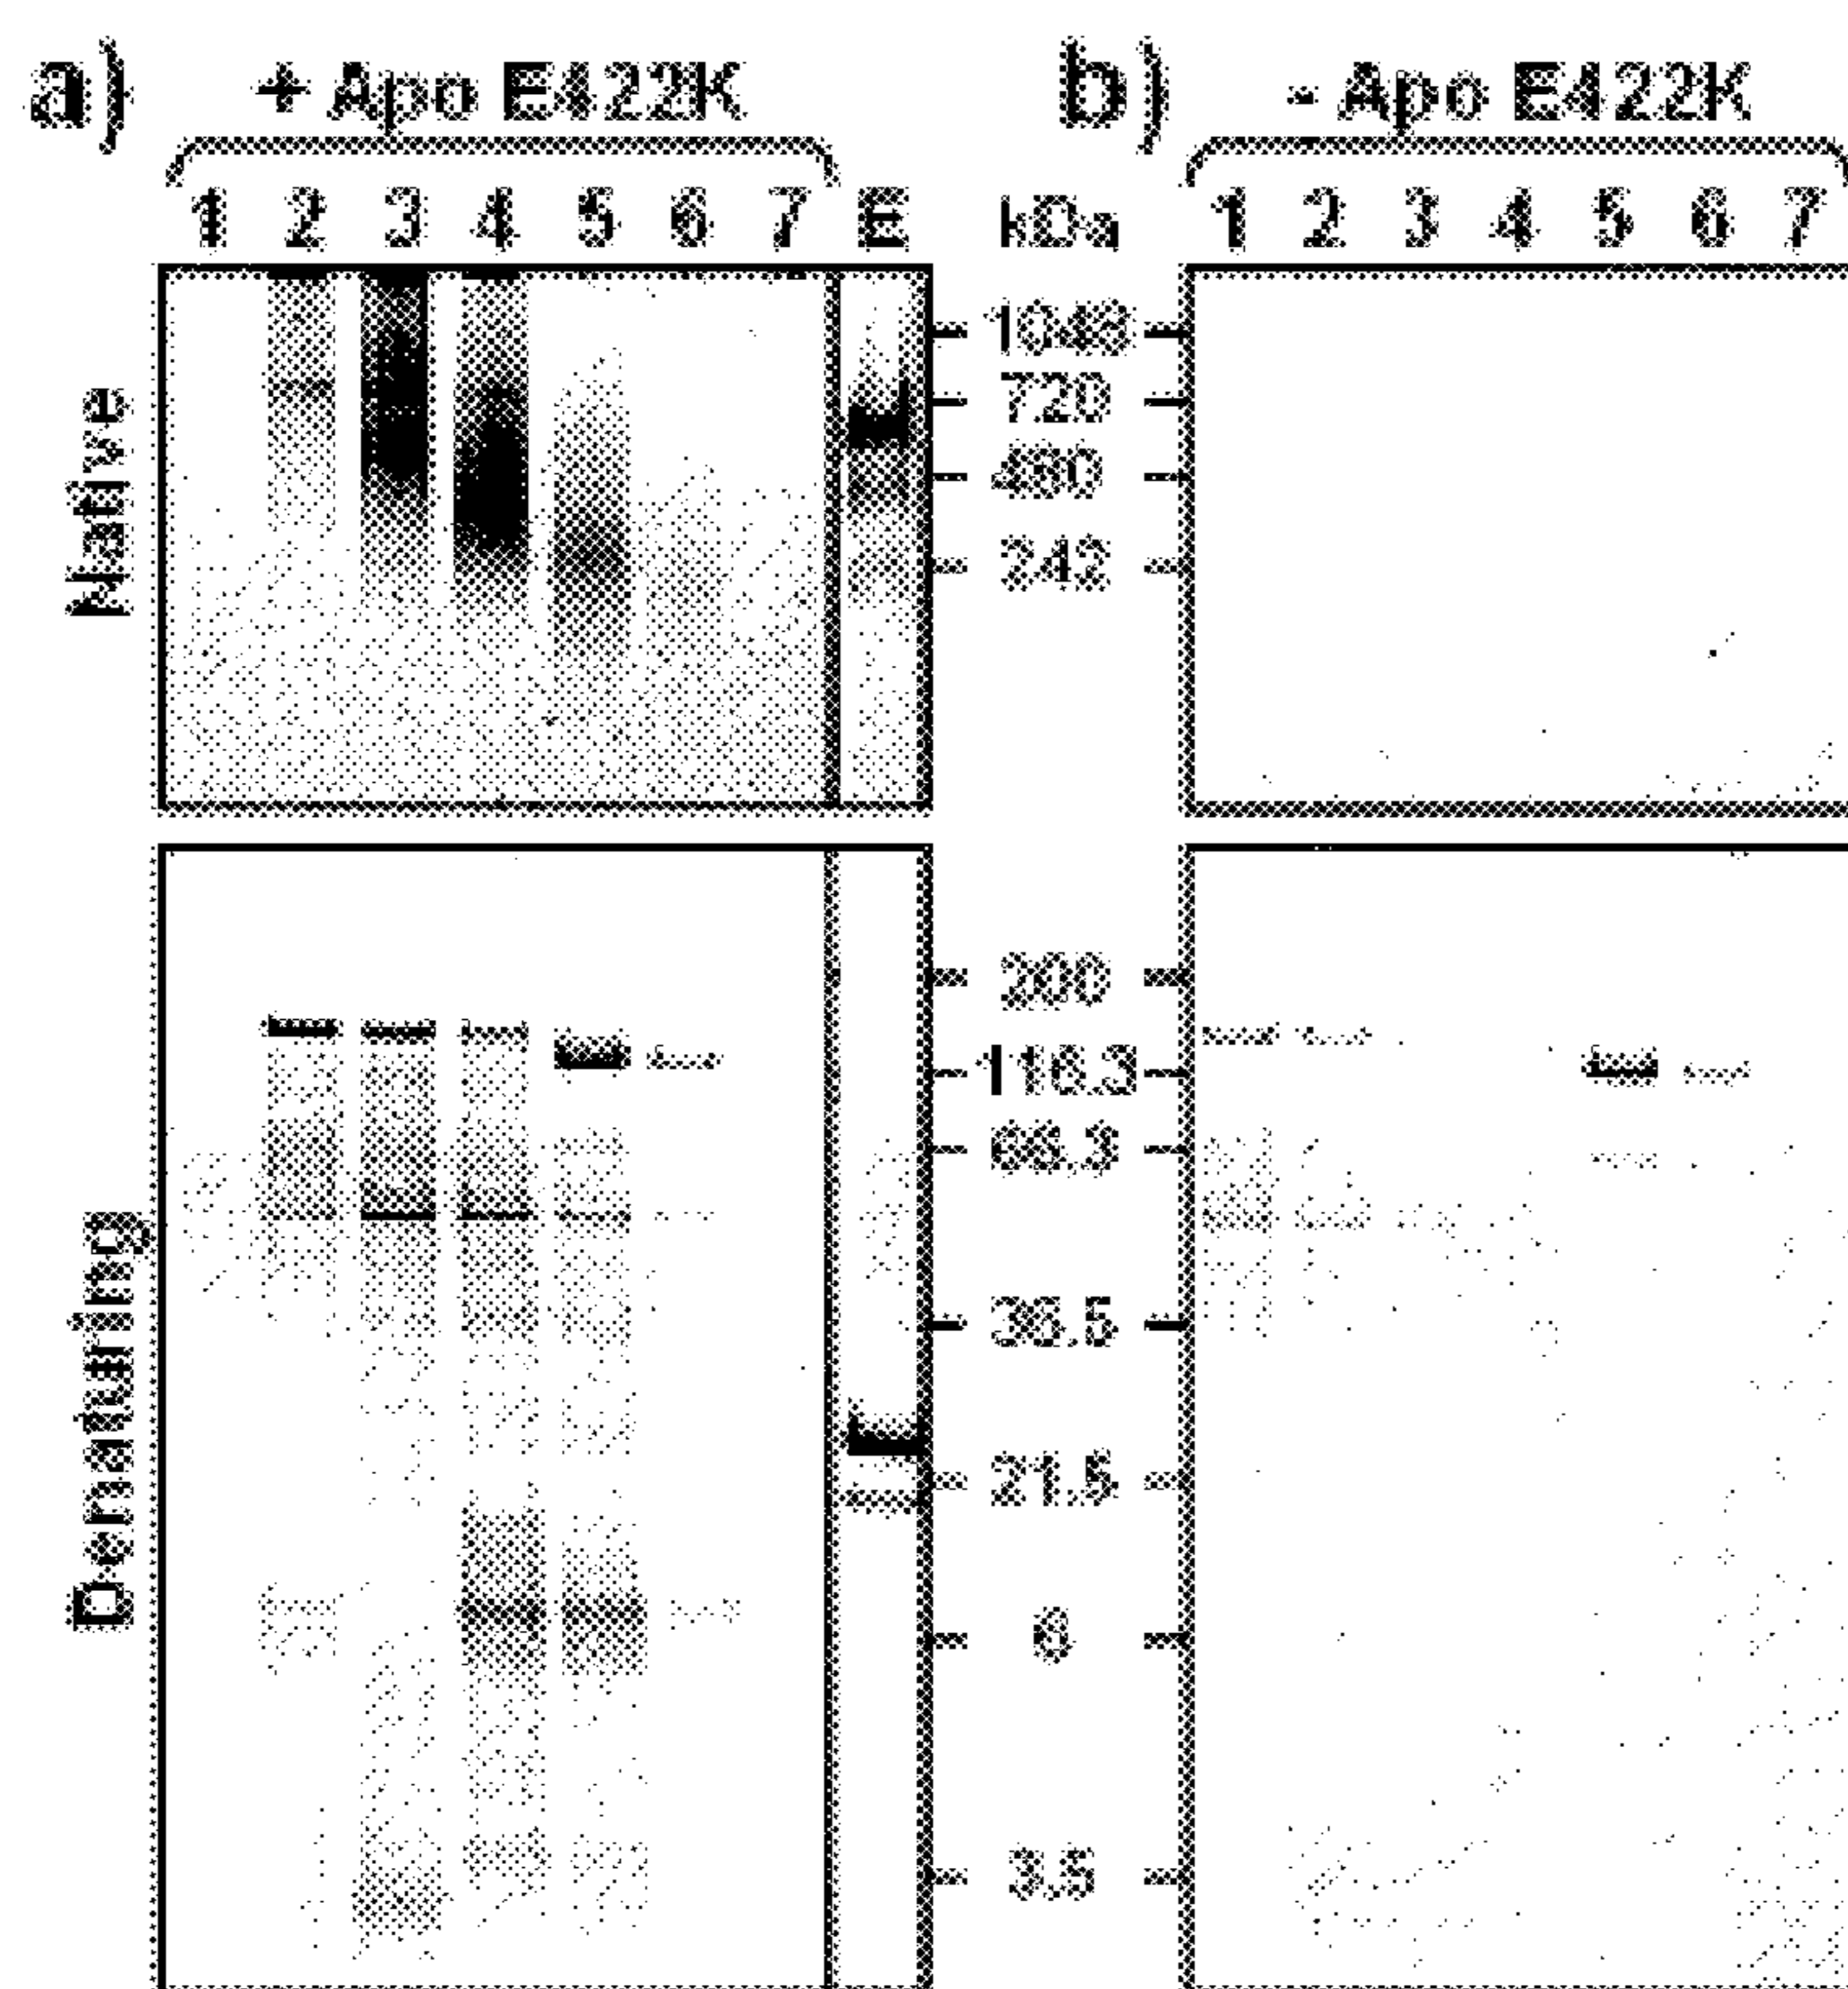 a) + Apo E422K b) - Apo E422K
1 2 3 4 5 6 7 E kDa 1 2 3 4 5 6 7
Native
1048
720
480
242
Denaturing
200
116.3
66.3
36.5
21.5
6
3.5